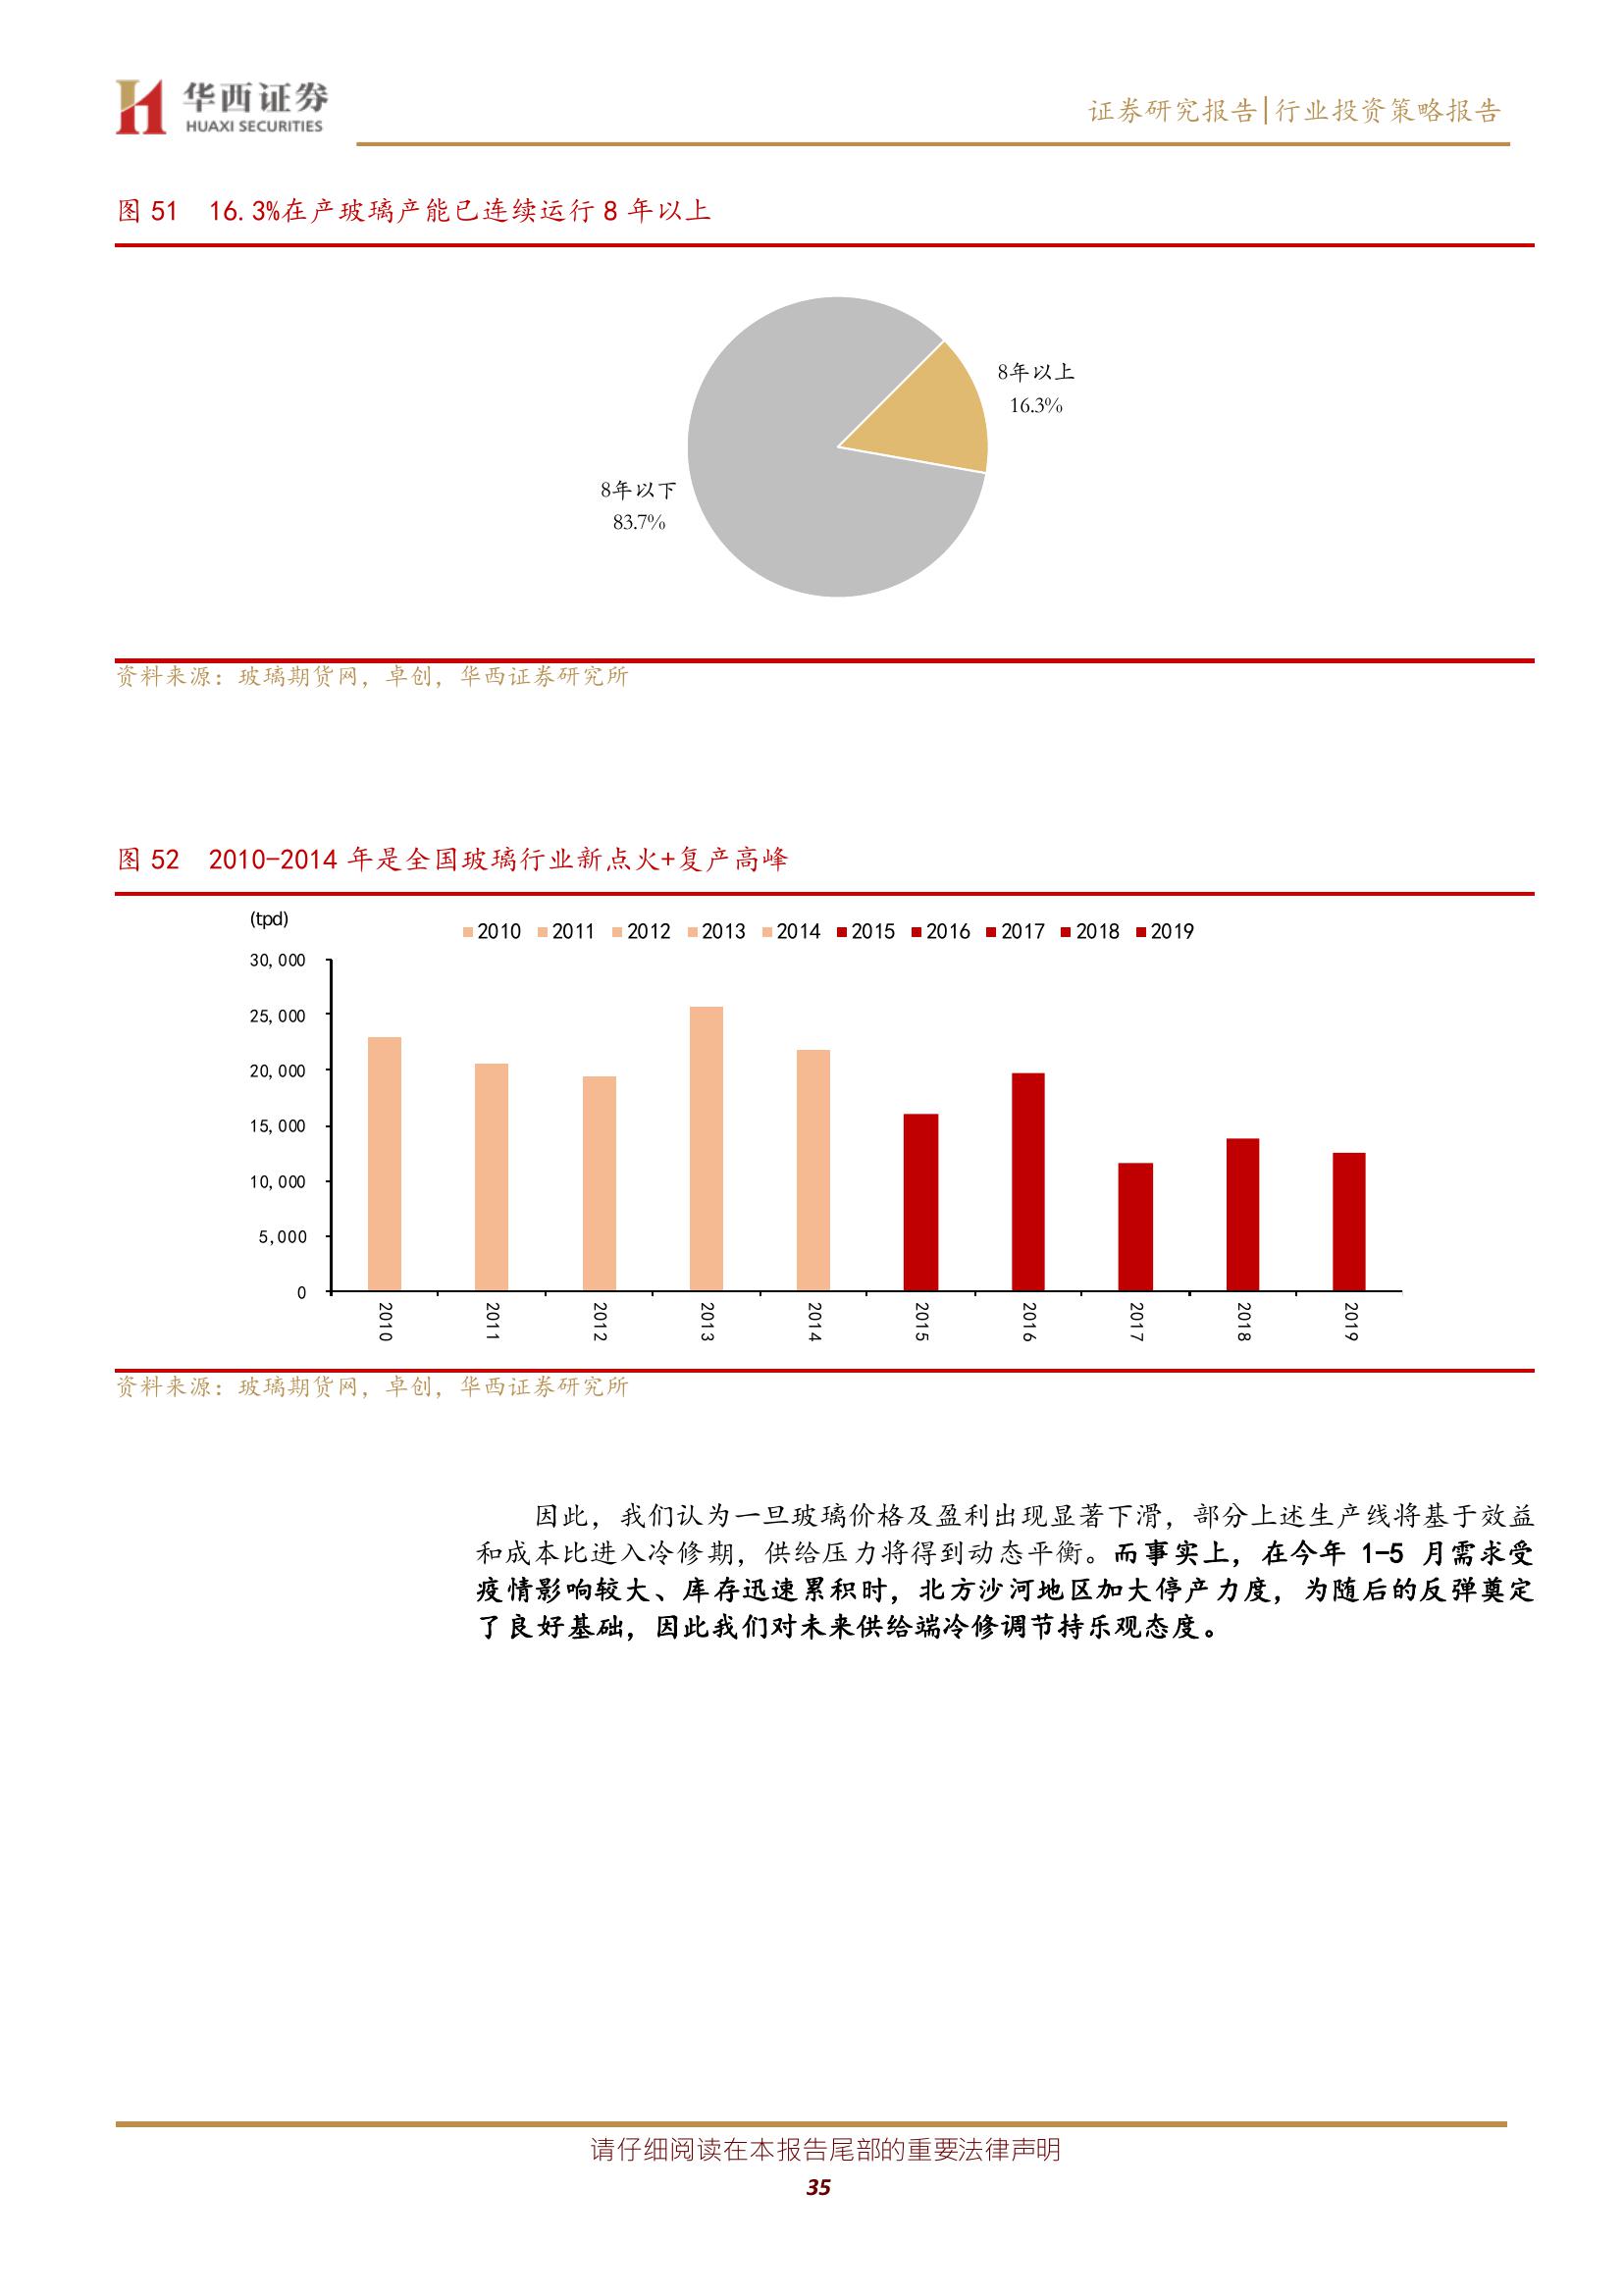 华西证券
HUAXI SECURITIES
证券研究报告|行业投资策略报告
图 51 16.3%在产玻璃产能已连续运行 8 年以上
8年以上
16.3%
8年以下
83.7%
资料来源：玻璃期货网，卓创，华西证券研究所
图 52 2010-2014 年是全国玻璃行业新点火+复产高峰
(tpd)
2010 2011 2012 2013 2014 2015 2016 2017 2018 2019
30,000
25,000
20,000
15,000
10,000
5,000
0
2010 2011 2012 2013 2014 2015 2016 2017 2018 2019
资料来源：玻璃期货网，卓创，华西证券研究所
因此，我们认为一旦玻璃价格及盈利出现显著下滑，部分上述生产线将基于效益
和成本比进入冷修期，供给压力将得到动态平衡。而事实上，在今年 1-5 月需求受
疫情影响较大、库存迅速累积时，北方沙河地区加大停产力度，为随后的反弹奠定
了良好基础，因此我们对未来供给端冷修调节持乐观态度。
请仔细阅读在本报告尾部的重要法律声明
35